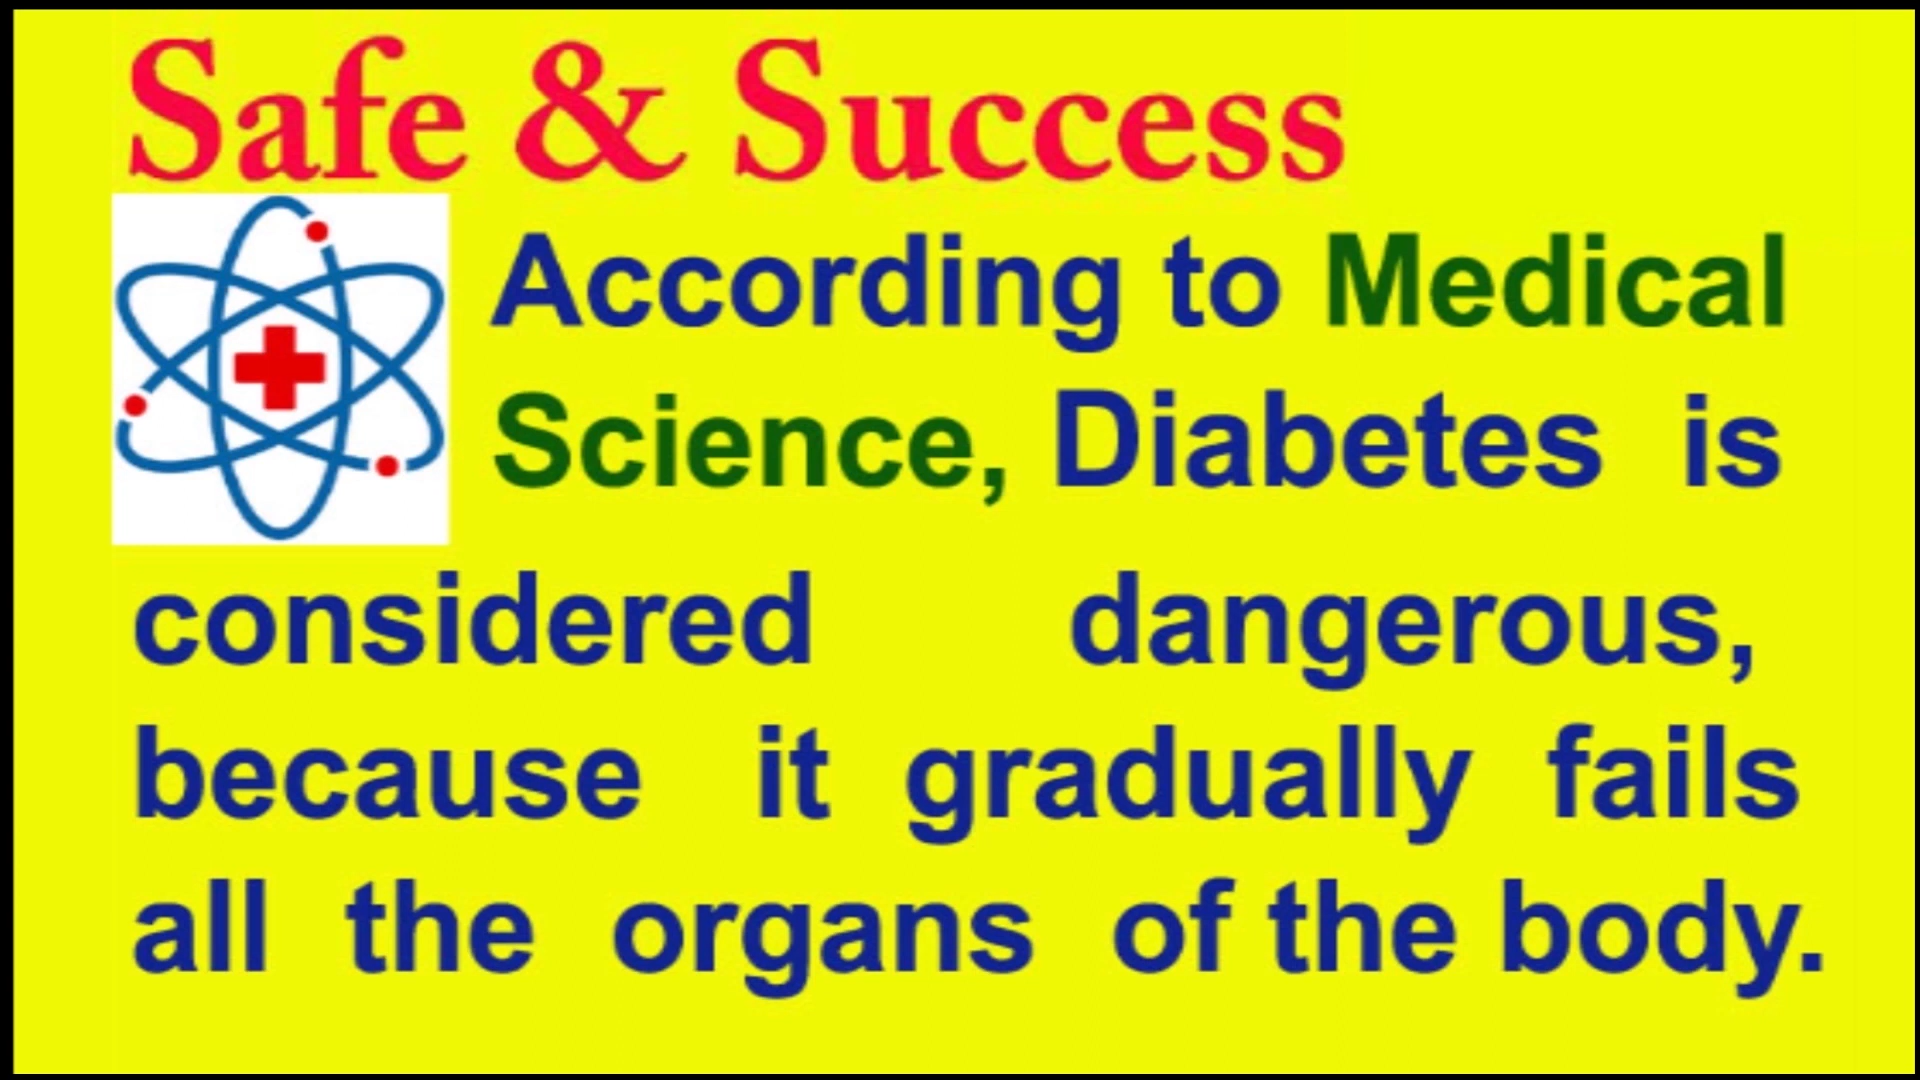 Safe & Success
According to Medical
Science, Diabetes is
considered dangerous,
because it gradually fails
all the organs of the body.